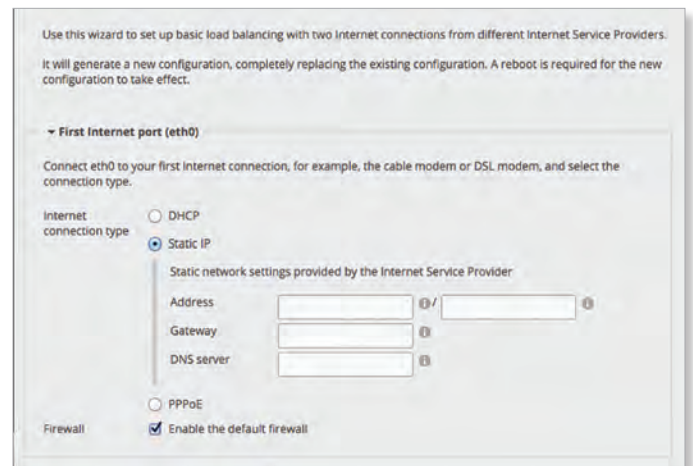 Use this wizard to set up basic load balancing with two Internet connections from different Internet Service Providers.
It will generate a new configuration, completely replacing the existing configuration. A reboot is required for the new
configuration to take effect.
First Internet port (eth0)
Connect eth0 to your first Internet connection, for example, the cable modem or DSL modem, and select the
connection type.
Internet
connection type
DHCP
Static IP
Static network settings provided by the Internet Service Provider
Address /
Gateway
DNS server
PPPoE
Firewall Enable the default firewall